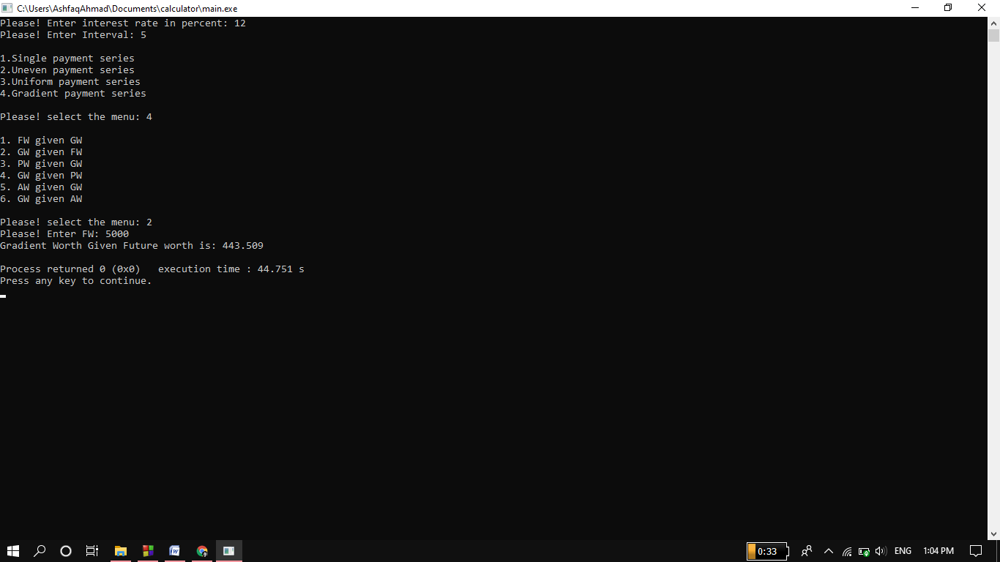 C:\Users\AshfaqAhmad\Documents\calculator\main.exe
Please! Enter interest rate in percent: 12
Please! Enter Interval: 5
1.Single payment series
2.Uneven payment series
3.Uniform payment series
4.Gradient payment series
Please! select the menu: 4
1. FW given GW
2. GW given FW
3. PW given GW
4. GW given PW
5. AW given GW
6. GW given AW
Please! select the menu: 2
Please! Enter FW: 5000
Gradient Worth Given Future worth is: 443.509
Process returned 0 (0x0)   execution time : 44.751 s
Press any key to continue.
0:33 ENG 1:04 PM